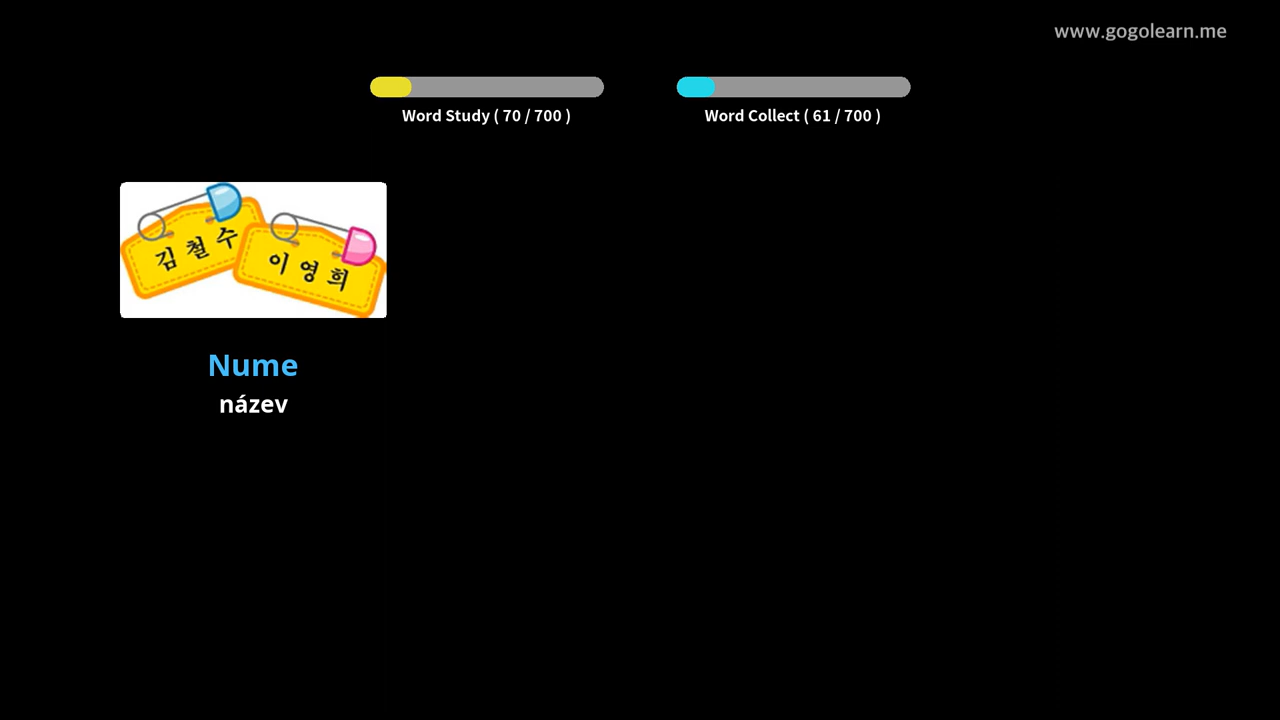 www.gogolearn.me
Word Study ( 70 / 700 )
Word Collect ( 61 / 700 )
김철수
이영희
Nume
název